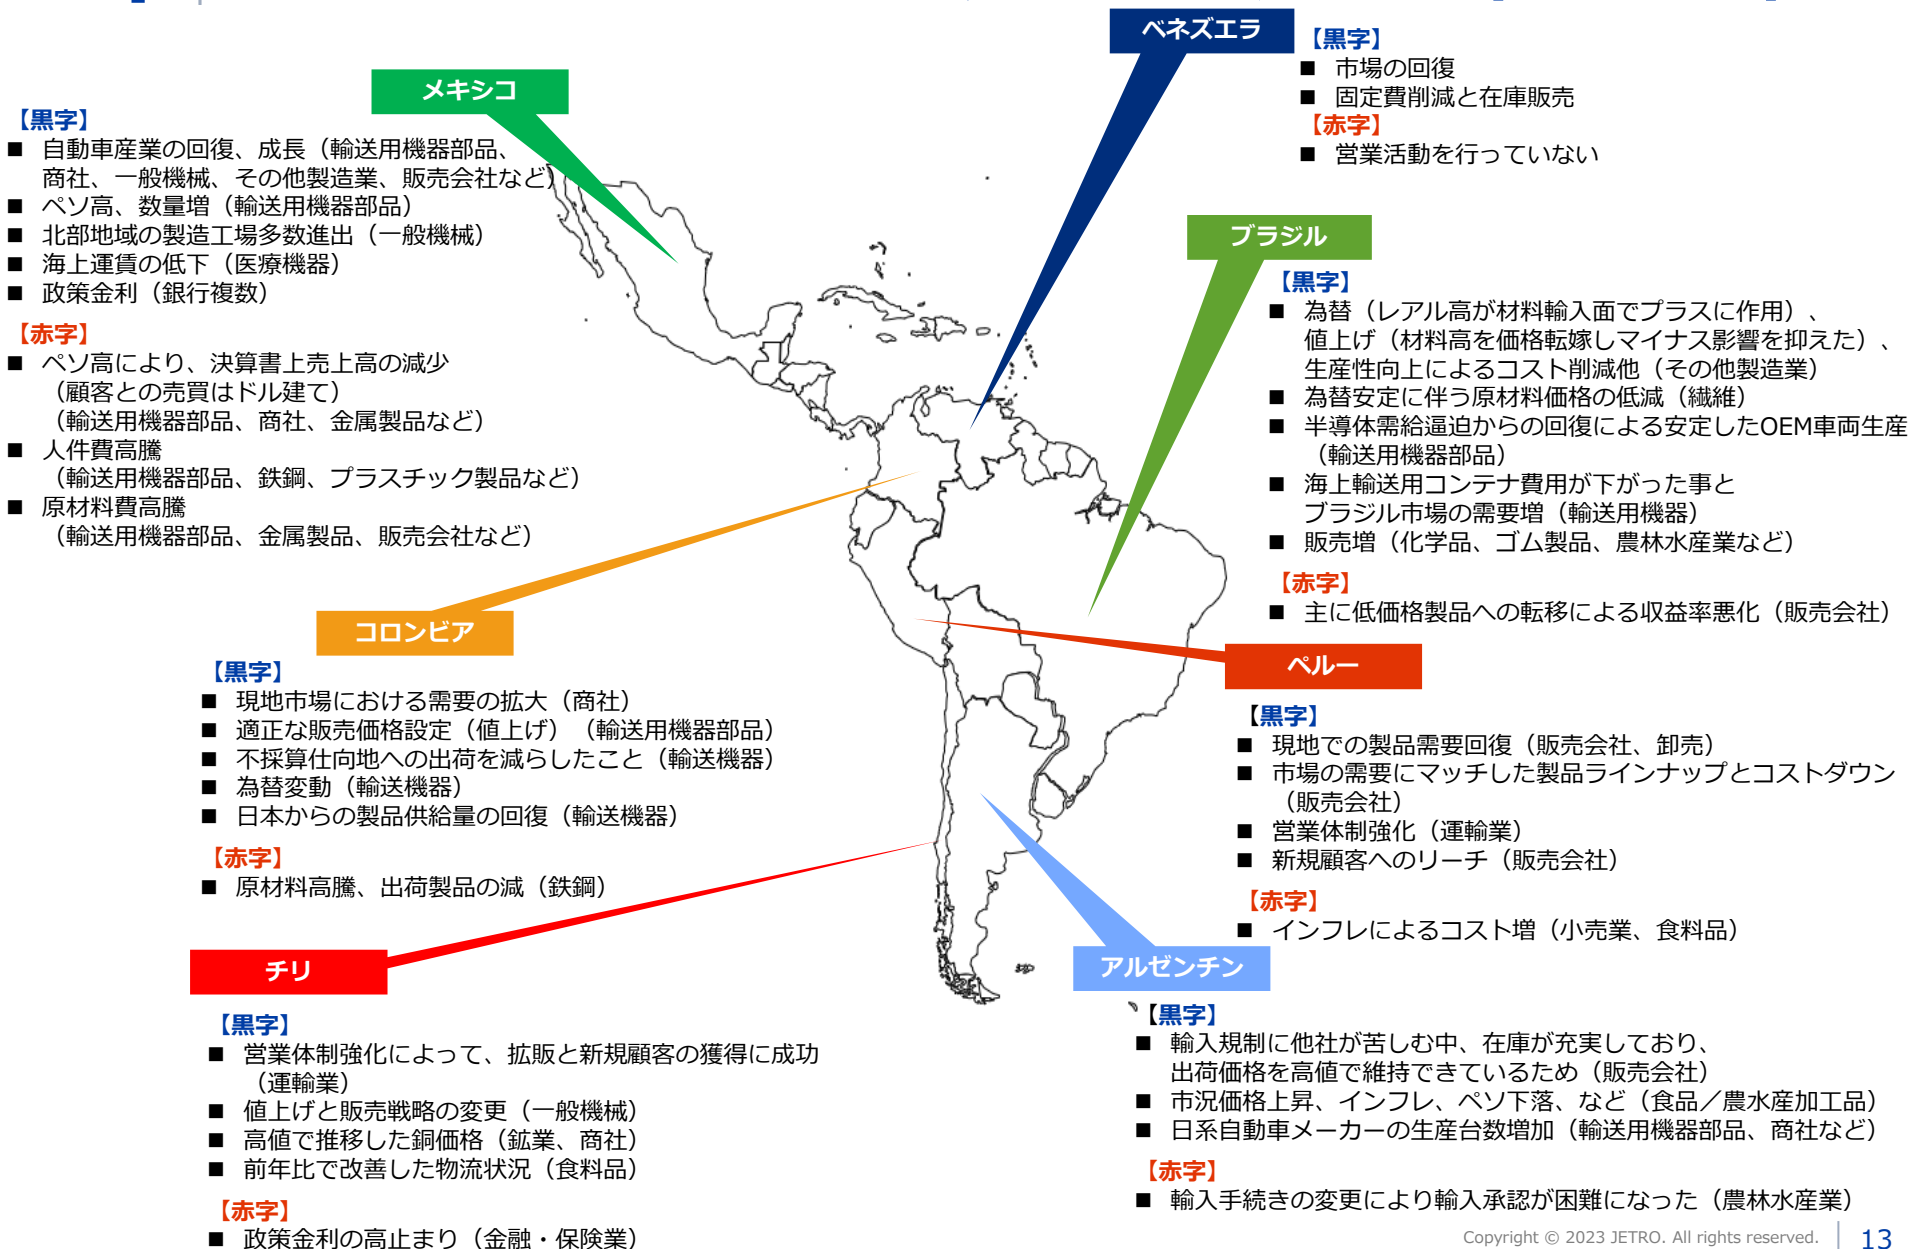 メキシコ
【黒字】
■ 自動車産業の回復、成長（輸送用機器部品、
商社、一般機械、その他製造業、販売会社など）
■ ペソ高、数量増（輸送用機器部品）
■ 北部地域の製造工場多数進出（一般機械）
■ 海上運賃の低下（医療機器）
■ 政策金利（銀行複数）
【赤字】
■ ペソ高により、決算書上売上高の減少
（顧客との売買はドル建て）
（輸送用機器部品、商社、金属製品など）
■ 人件費高騰
（輸送用機器部品、鉄鋼、プラスチック製品など）
■ 原材料費高騰
（輸送用機器部品、金属製品、販売会社など）
ベネズエラ
【黒字】
■ 市場の回復
■ 固定費削減と在庫販売
【赤字】
■ 営業活動を行っていない
ブラジル
【黒字】
■ 為替（レアル高が材料輸入面でプラスに作用）、
値上げ（材料高を価格転嫁しマイナス影響を抑えた）、
生産性向上によるコスト削減他（その他製造業）
■ 為替安定に伴う原材料価格の低減（繊維）
■ 半導体需給逼迫からの回復による安定したOEM車両生産
（輸送用機器部品）
■ 海上輸送用コンテナ費用が下がった事と
ブラジル市場の需要増（輸送用機器）
■ 販売増（化学品、ゴム製品、農林水産業など）
【赤字】
■ 主に低価格製品への転移による収益率悪化（販売会社）
コロンビア
【黒字】
■ 現地市場における需要の拡大（商社）
■ 適正な販売価格設定（値上げ）（輸送用機器部品）
■ 不採算仕向地への出荷を減らしたこと（輸送機器）
■ 為替変動（輸送機器）
■ 日本からの製品供給量の回復（輸送機器）
【赤字】
■ 原材料高騰、出荷製品の減（鉄鋼）
ペルー
【黒字】
■ 現地での製品需要回復（販売会社、卸売）
■ 市場の需要にマッチした製品ラインナップとコストダウン
（販売会社）
■ 営業体制強化（運輸業）
■ 新規顧客へのリーチ（販売会社）
【赤字】
■ インフレによるコスト増（小売業、食料品）
チリ
【黒字】
■ 営業体制強化によって、拡販と新規顧客の獲得に成功
（運輸業）
■ 値上げと販売戦略の変更（一般機械）
■ 高値で推移した銅価格（鉱業、商社）
■ 前年比で改善した物流状況（食料品）
【赤字】
■ 政策金利の高止まり（金融・保険業）
アルゼンチン
【黒字】
■ 輸入規制に他社が苦しむ中、在庫が充実しており、
出荷価格を高値で維持できているため（販売会社）
■ 市況価格上昇、インフレ、ペソ下落、など（食品／農水産加工品）
■ 日系自動車メーカーの生産台数増加（輸送用機器部品、商社など）
【赤字】
■ 輸入手続きの変更により輸入承認が困難になった（農林水産業）
Copyright © 2023 JETRO. All rights reserved.
13